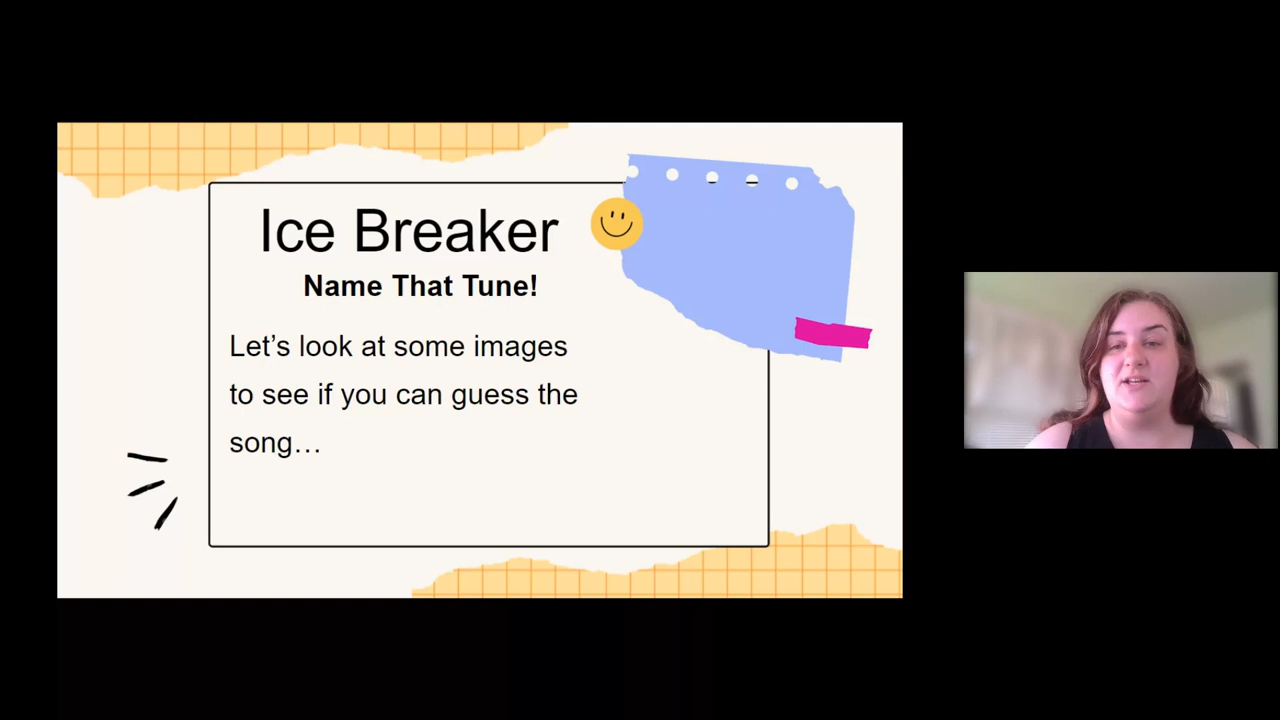 Ice Breaker
Name That Tune!
Let’s look at some images
to see if you can guess the
song…